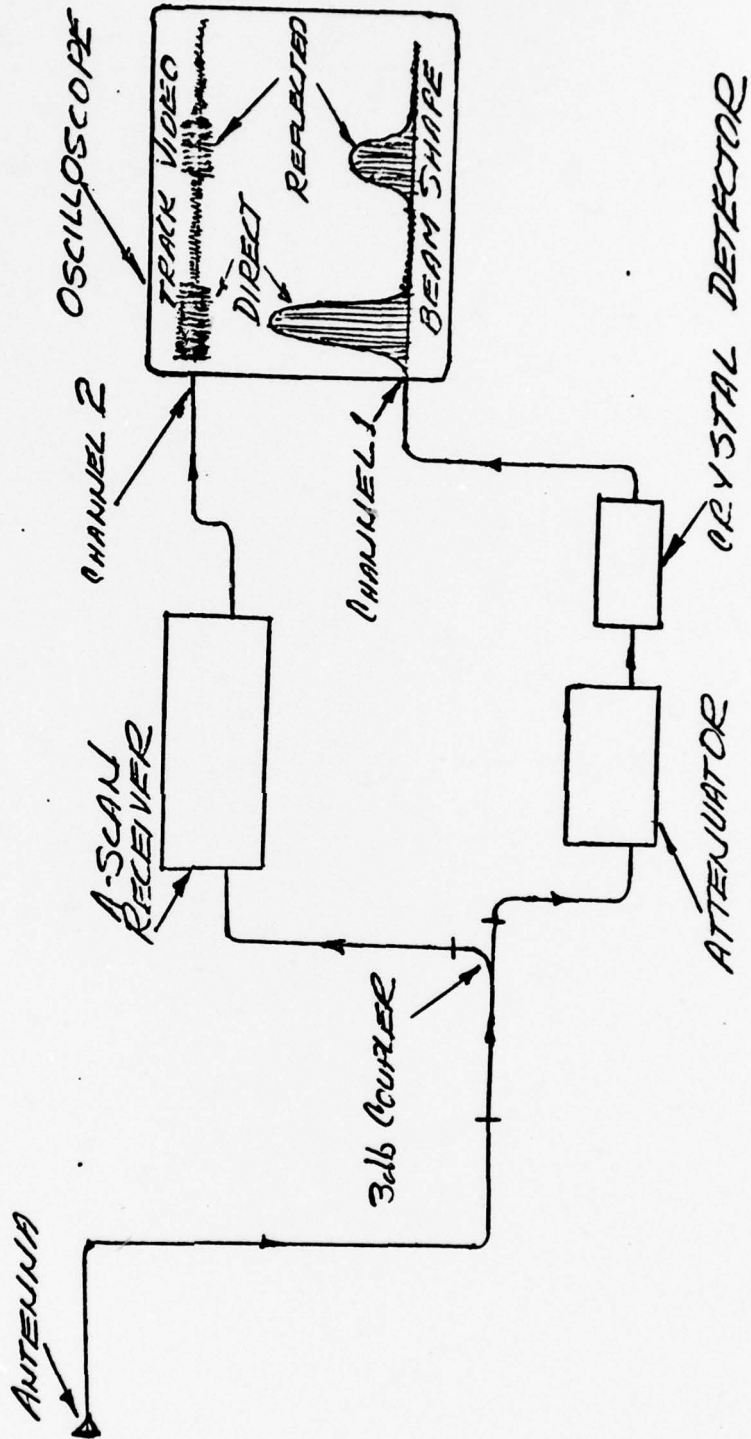 ANTENNA
3db COUPLER
A-SCAN
RECEIVER
CHANNEL 2
OSCILLOSCOPE
TRACK VIDEO
DIRECT
REFLECTED
BEAM SHAPE
CHANNEL 1
ATTENUATOR
CRYSTAL DETECTOR